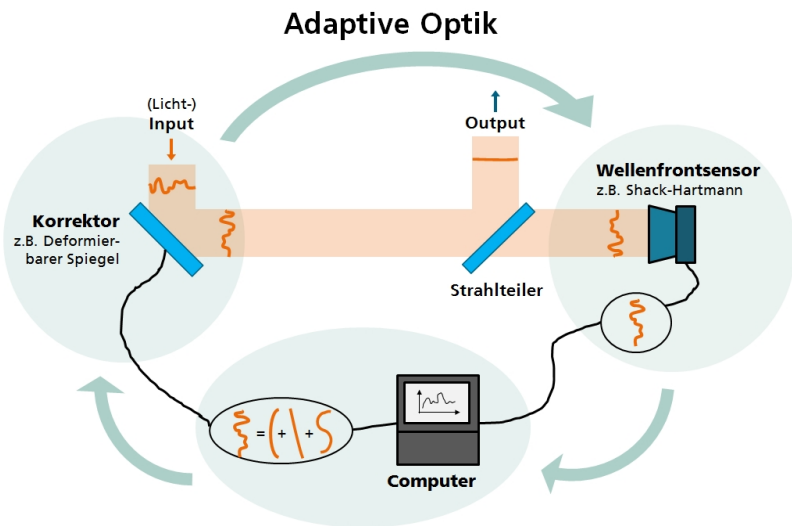 Adaptive Optik
(Licht-)
Input
Output
Wellenfrontsensor
z.B. Shack-Hartmann
Korrektor
z.B. Deformier-
barer Spiegel
Strahlteiler
= + +
Computer